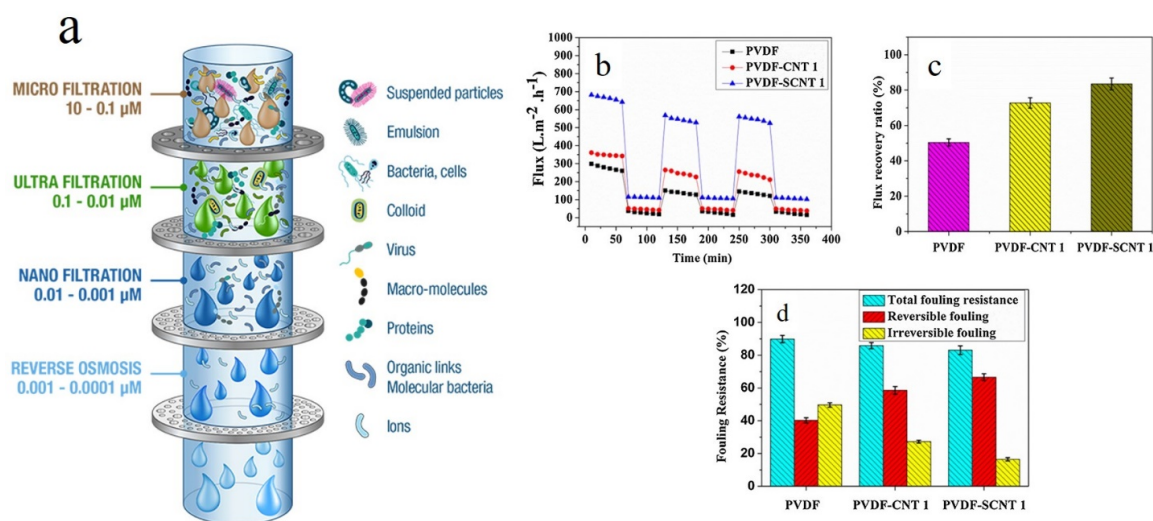 a
MICRO FILTRATION
10 - 0.1 µM
ULTRA FILTRATION
0.1 - 0.01 µM
NANO FILTRATION
0.01 - 0.001 µM
REVERSE OSMOSIS
0.001 - 0.0001 µM
Suspended particles
Emulsion
Bacteria, cells
Colloid
Virus
Macro-molecules
Proteins
Organic links
Molecular bacteria
Ions
b
PVDF
PVDF-CNT 1
PVDF-SCNT 1
Flux (L.m⁻² .h⁻¹)
1000
900
800
700
600
500
400
300
200
100
0
0 50 100 150 200 250 300 350 400
Time (min)
c
Flux recovery ratio (%)
100
80
60
40
20
0
PVDF PVDF-CNT 1 PVDF-SCNT 1
d
Total fouling resistance
Reversible fouling
Irreversible fouling
Fouling Resistance (%)
120
100
80
60
40
20
0
PVDF PVDF-CNT 1 PVDF-SCNT 1